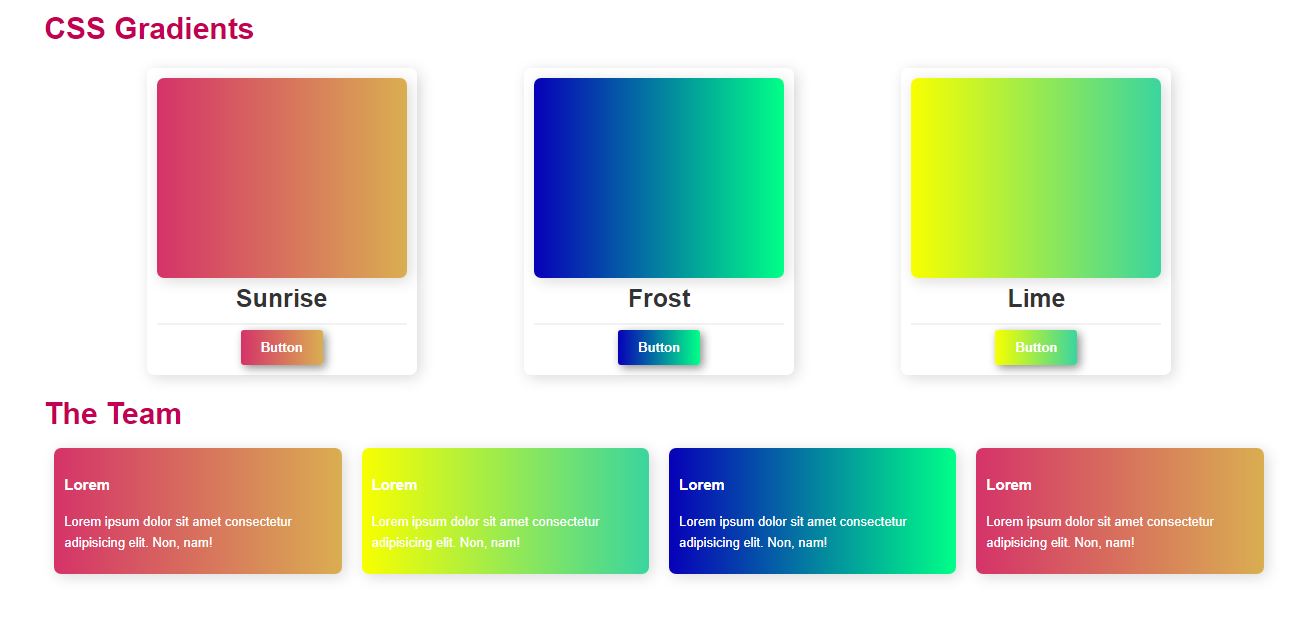 CSS Gradients
Sunrise
Button
Frost
Button
Lime
Button
The Team
Lorem
Lorem ipsum dolor sit amet consectetur
adipisicing elit. Non, nam!
Lorem
Lorem ipsum dolor sit amet consectetur
adipisicing elit. Non, nam!
Lorem
Lorem ipsum dolor sit amet consectetur
adipisicing elit. Non, nam!
Lorem
Lorem ipsum dolor sit amet consectetur
adipisicing elit. Non, nam!